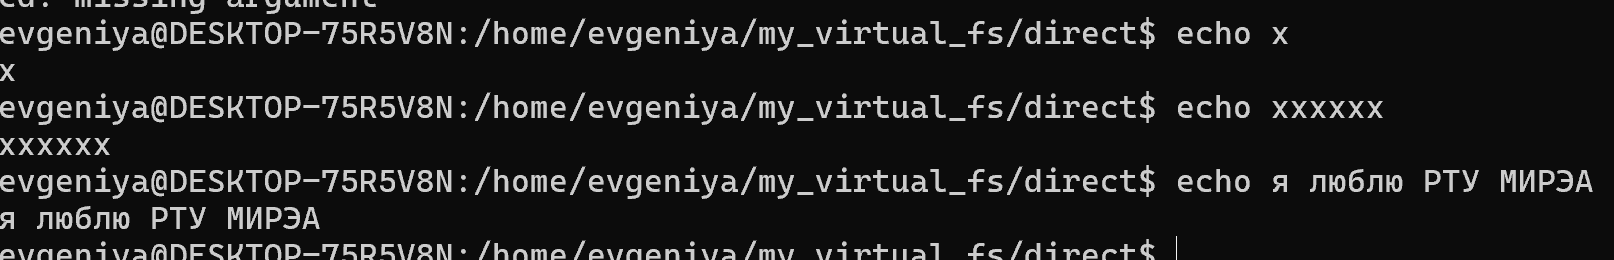 cd: missing argument
evgeniya@DESKTOP-75R5V8N:/home/evgeniya/my_virtual_fs/direct$ echo x
x
evgeniya@DESKTOP-75R5V8N:/home/evgeniya/my_virtual_fs/direct$ echo xxxxxx
xxxxxx
evgeniya@DESKTOP-75R5V8N:/home/evgeniya/my_virtual_fs/direct$ echo я люблю РТУ МИРЭА
я люблю РТУ МИРЭА
evgeniya@DESKTOP-75R5V8N:/home/evgeniya/my_virtual_fs/direct$